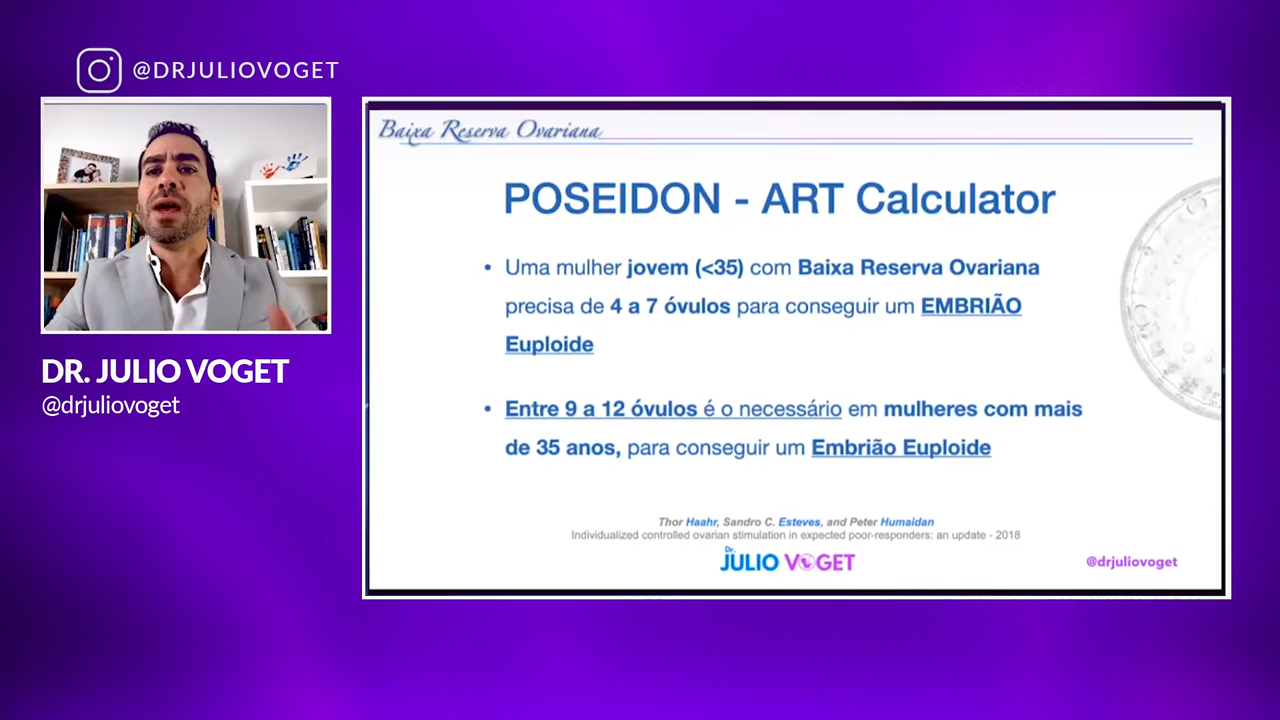 @DRJULIOVOGET
DR. JULIO VOGET
@drjuliovoget
Baixa Reserva Ovariana
POSEIDON - ART Calculator
• Uma mulher jovem (<35) com Baixa Reserva Ovariana
precisa de 4 a 7 óvulos para conseguir um EMBRIÃO
Euploide
• Entre 9 a 12 óvulos é o necessário em mulheres com mais
de 35 anos, para conseguir um Embrião Euploide
Thor Haahr, Sandro C. Esteves, and Peter Humaidan
Individualized controlled ovarian stimulation in expected poor-responders: an update - 2018
Dr.
JULIO VOGET
@drjuliovoget